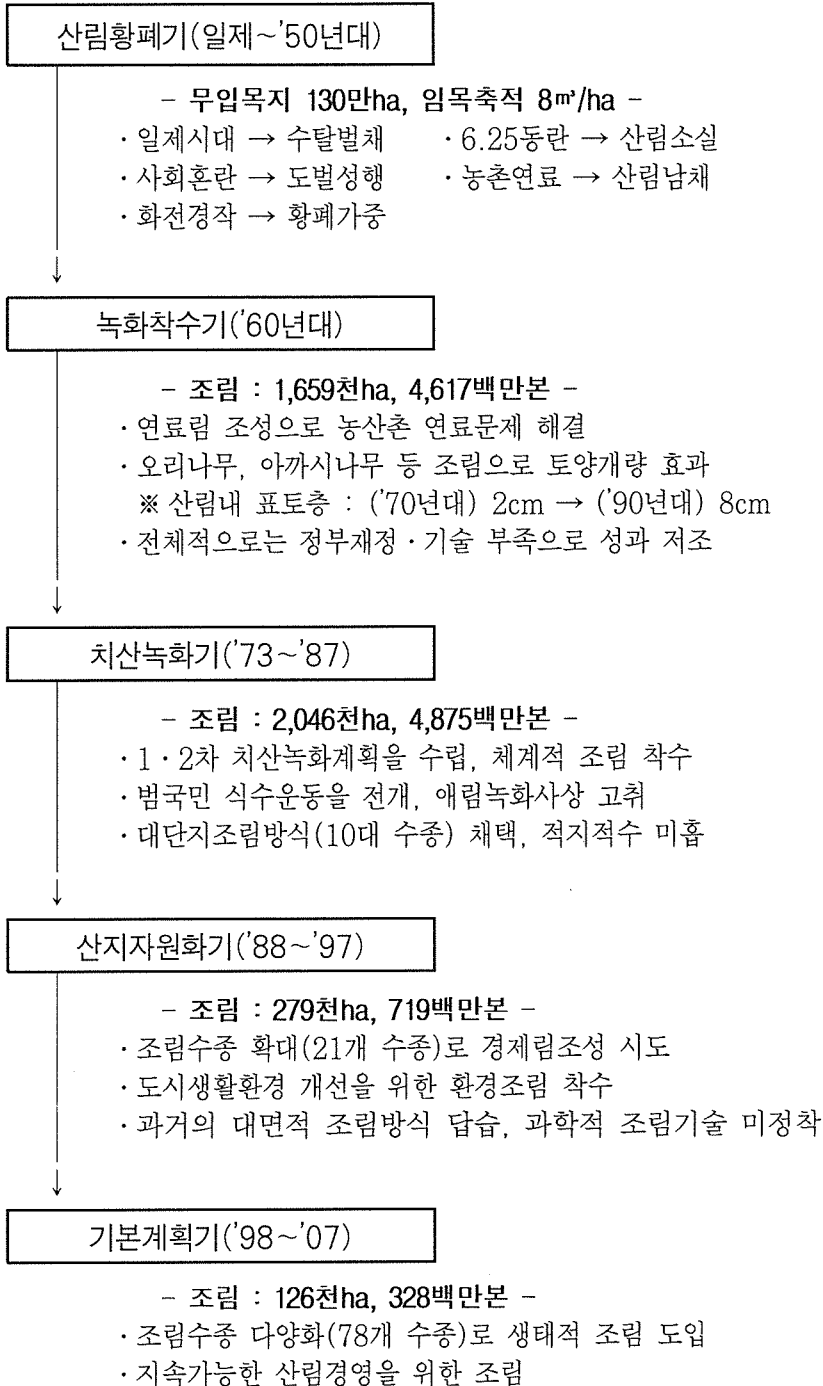 산림황폐기(일제~'50년대)
- 무입목지 130만ha, 임목축적 8㎥/ha -
· 일제시대 → 수탈벌채 · 6.25동란 → 산림소실
· 사회혼란 → 도벌성행 · 농촌연료 → 산림남채
· 화전경작 → 황폐가중
녹화착수기('60년대)
- 조림 : 1,659천ha, 4,617백만본 -
· 연료림 조성으로 농산촌 연료문제 해결
· 오리나무, 아까시나무 등 조림으로 토양개량 효과
※ 산림내 표토층 : ('70년대) 2cm → ('90년대) 8cm
· 전체적으로는 정부재정 · 기술 부족으로 성과 저조
치산녹화기('73~'87)
- 조림 : 2,046천ha, 4,875백만본 -
· 1 · 2차 치산녹화계획을 수립, 체계적 조림 착수
· 범국민 식수운동을 전개, 애림녹화사상 고취
· 대단지조림방식(10대 수종) 채택, 적지적수 미흡
산지자원화기('88~'97)
- 조림 : 279천ha, 719백만본 -
· 조림수종 확대(21개 수종)로 경제림조성 시도
· 도시생활환경 개선을 위한 환경조림 착수
· 과거의 대면적 조림방식 답습, 과학적 조림기술 미정착
기본계획기('98~'07)
- 조림 : 126천ha, 328백만본 -
· 조림수종 다양화(78개 수종)로 생태적 조림 도입
· 지속가능한 산림경영을 위한 조림